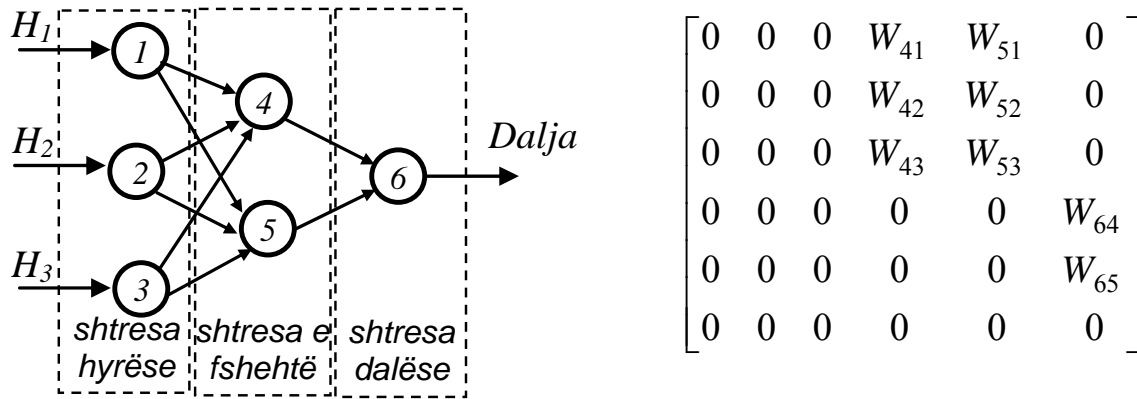 H₁
H₂
H₃
1
2
3
4
5
6
Dalja
shtresa hyrëse
shtresa e fshehtë
shtresa dalëse
0 0 0 W₄₁ W₅₁ 0
0 0 0 W₄₂ W₅₂ 0
0 0 0 W₄₃ W₅₃ 0
0 0 0 0 0 W₆₄
0 0 0 0 0 W₆₅
0 0 0 0 0 0